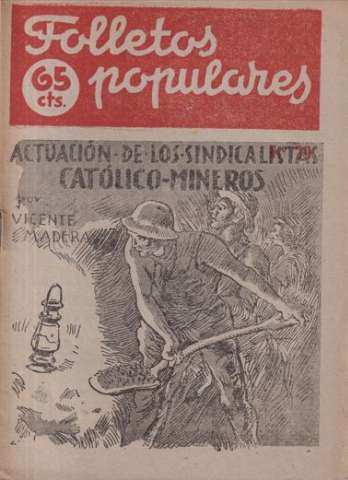 Folletos
populares
65
cts.
ACTUACIÓN·DE·LOS·SINDICALISTAS
CATÓLICO-MINEROS
por
VICENTE
MADERA